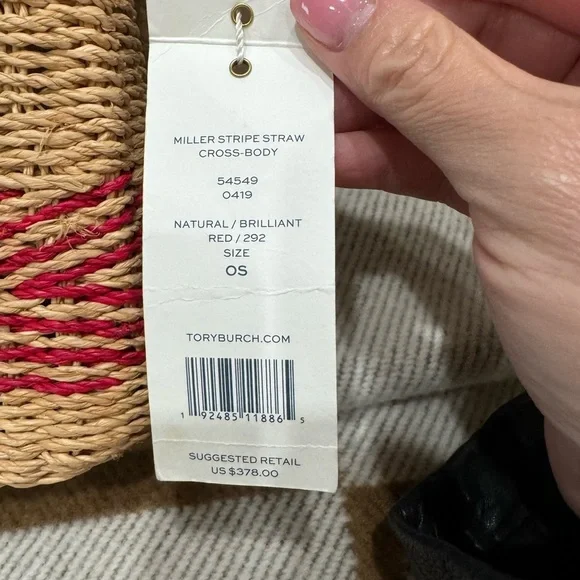 MILLER STRIPE STRAW
CROSS-BODY
54549
0419
NATURAL / BRILLIANT
RED / 292
SIZE
OS
TORYBURCH.COM
1 92485 11886 5
SUGGESTED RETAIL
US $378.00